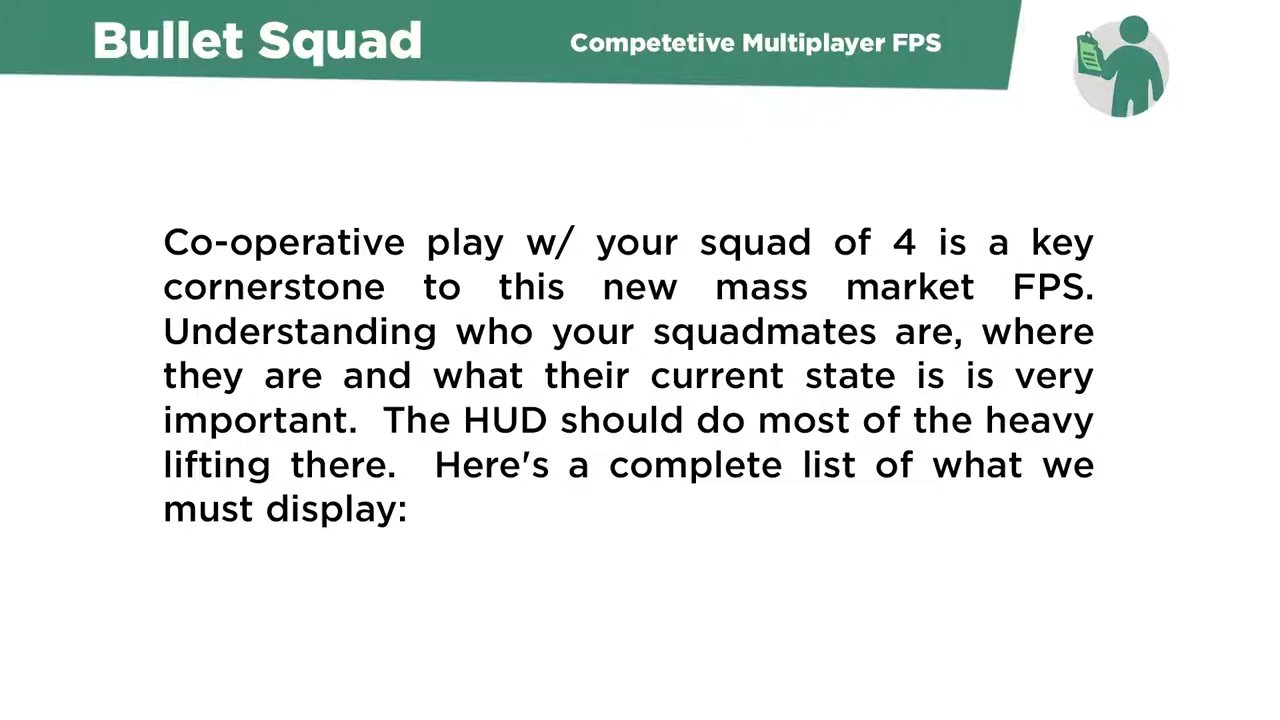 Bullet Squad
Competetive Multiplayer FPS
Co-operative play w/ your squad of 4 is a key
cornerstone to this new mass market FPS.
Understanding who your squadmates are, where
they are and what their current state is is very
important. The HUD should do most of the heavy
lifting there. Here's a complete list of what we
must display: